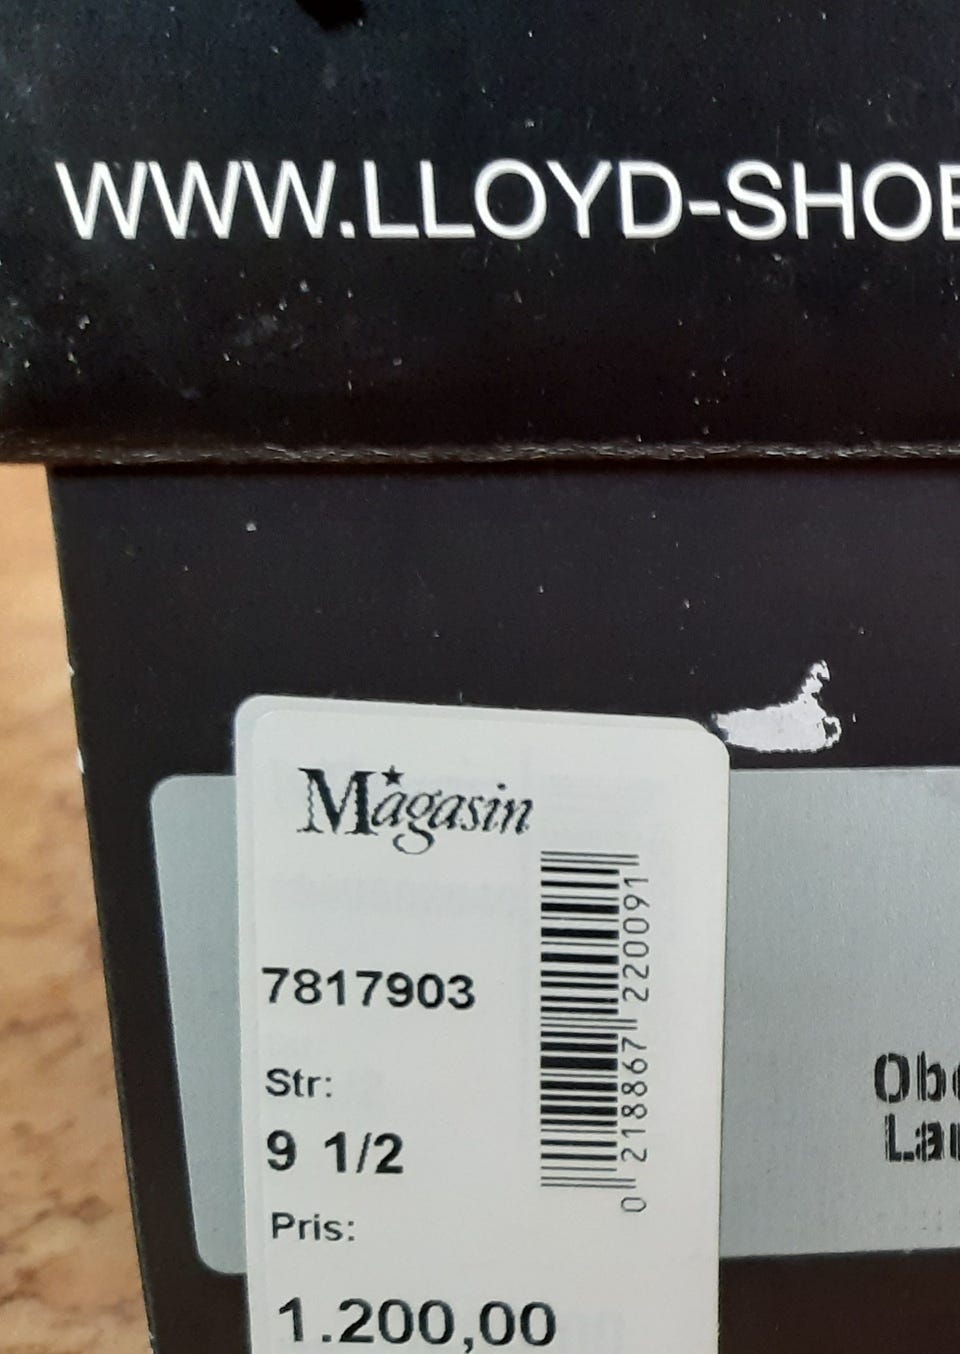 WWW.LLOYD-SHOE
Magasin
7817903
Str:
9 1/2
Pris:
1.200,00
0 218867 220091